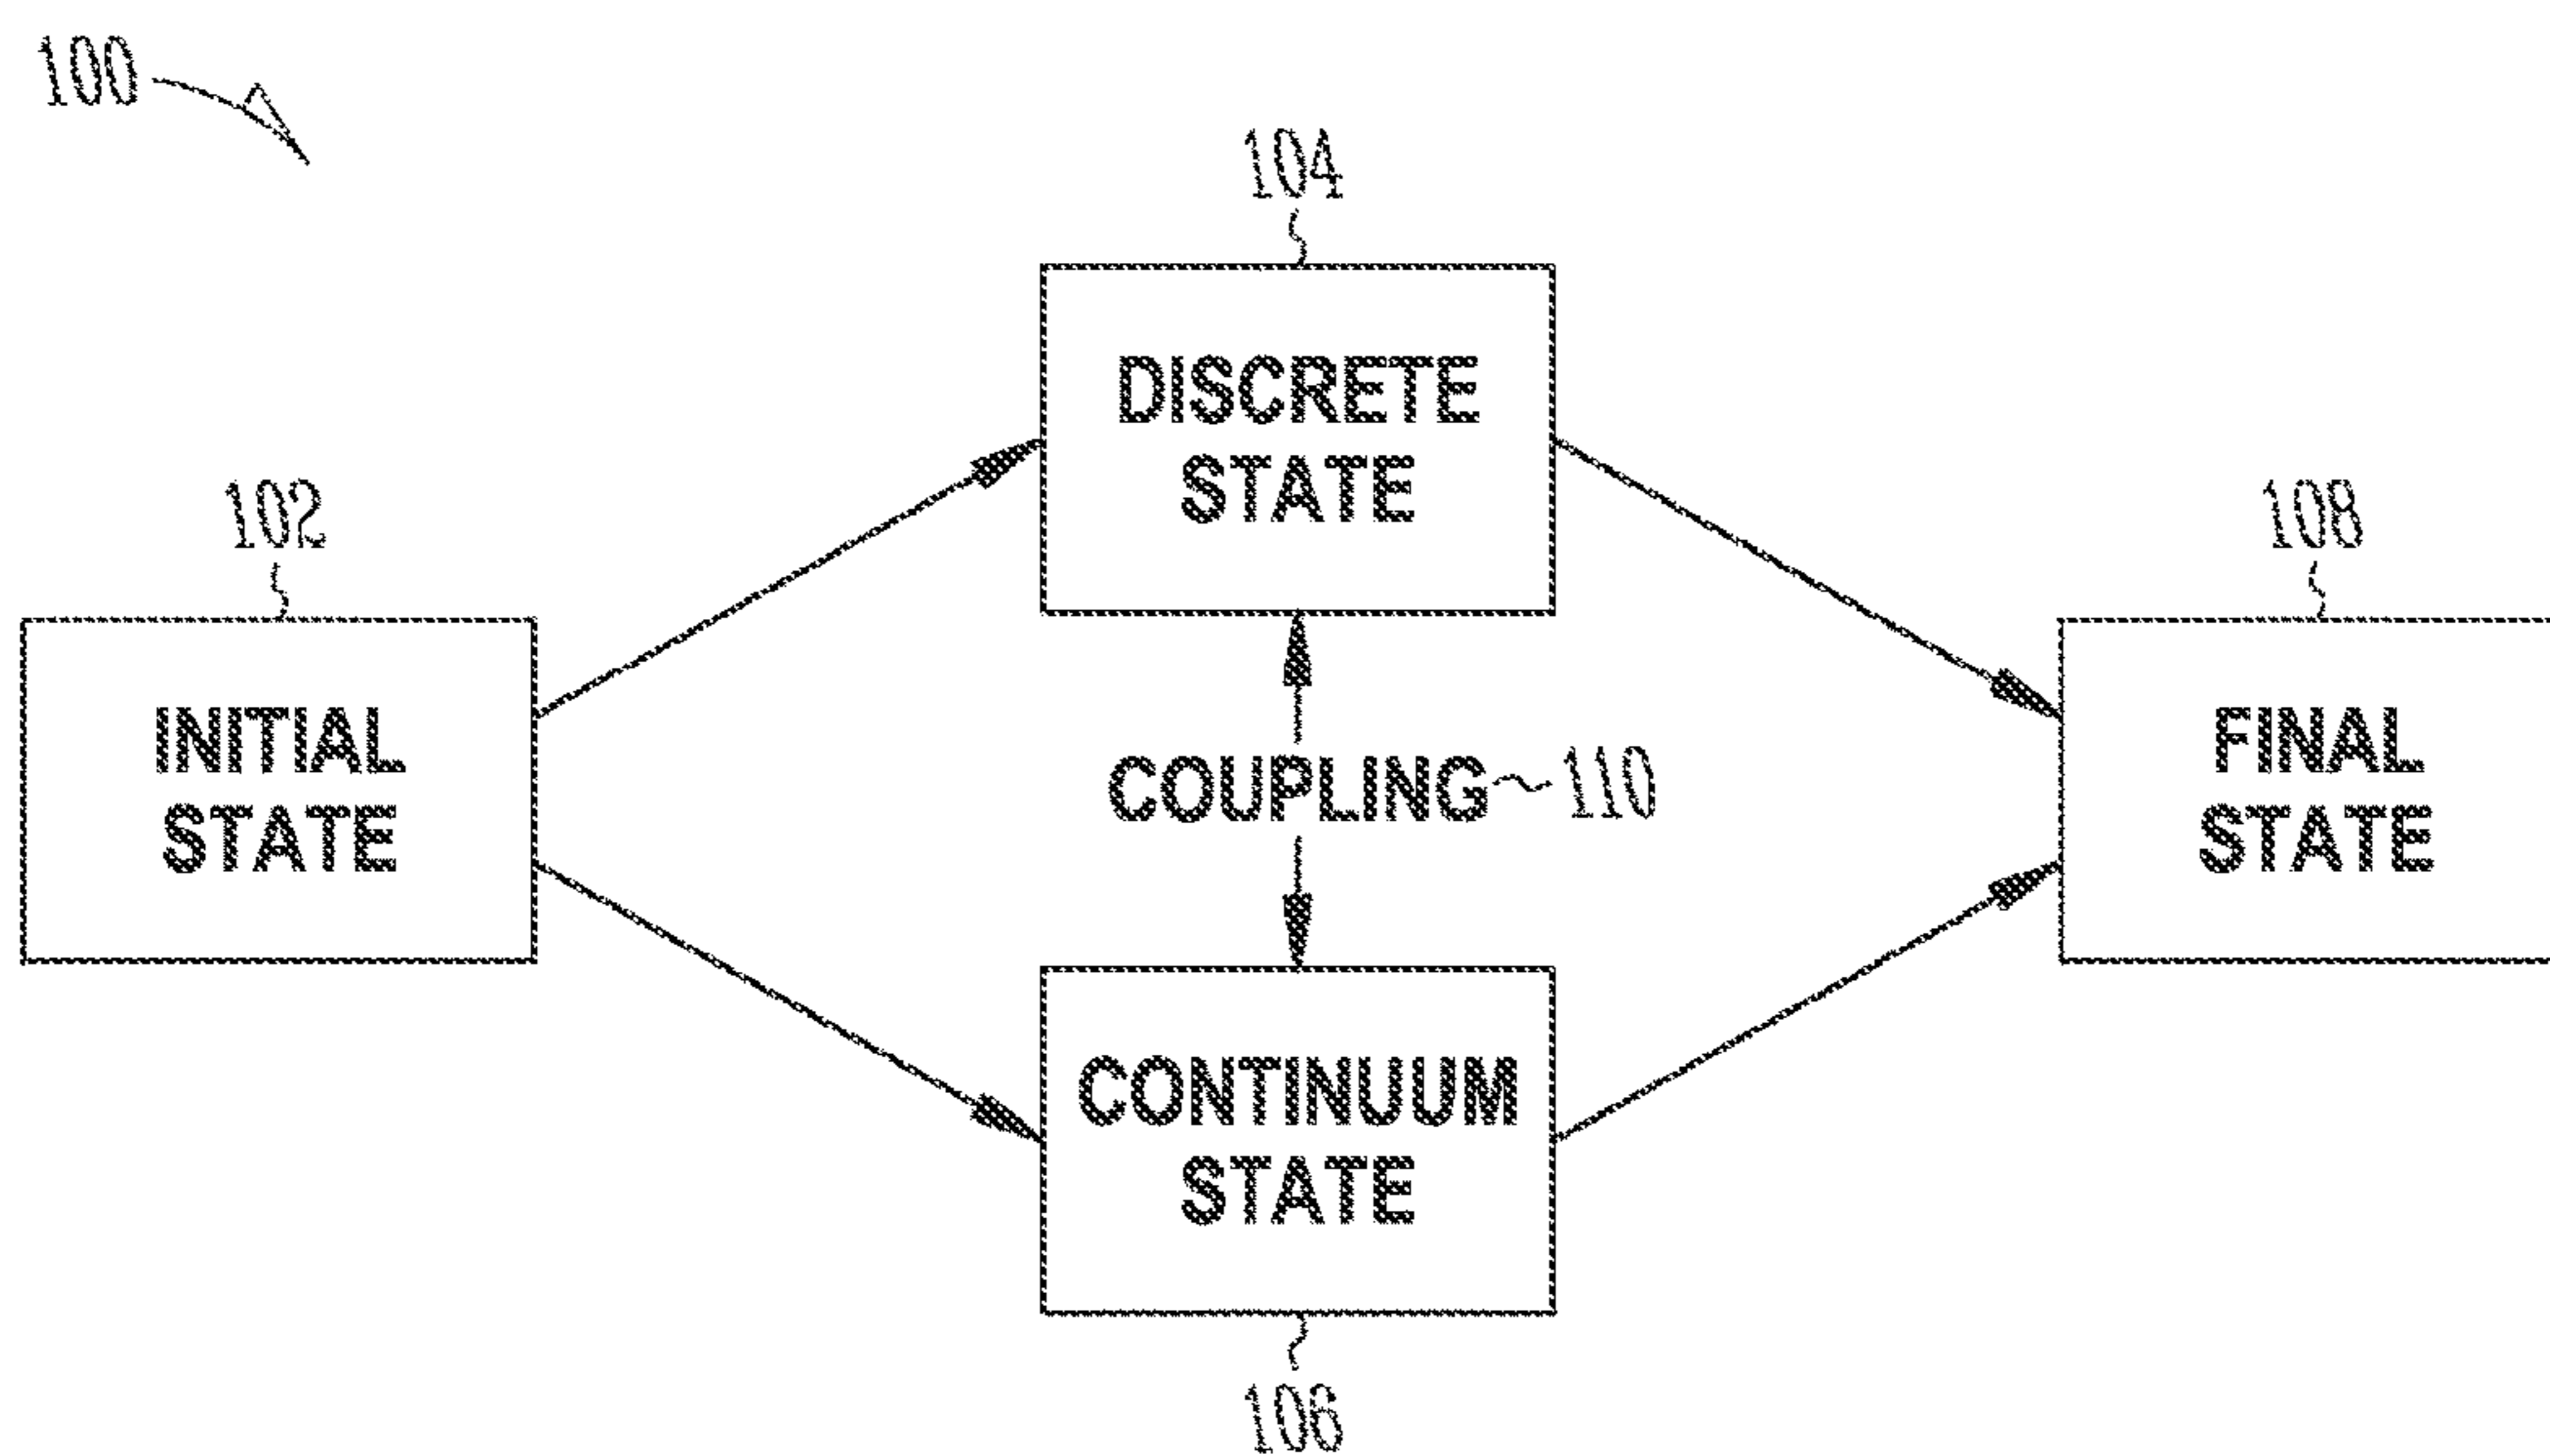 100
104
DISCRETE
STATE
102
108
INITIAL
STATE
COUPLING 110
FINAL
STATE
CONTINUUM
STATE
106